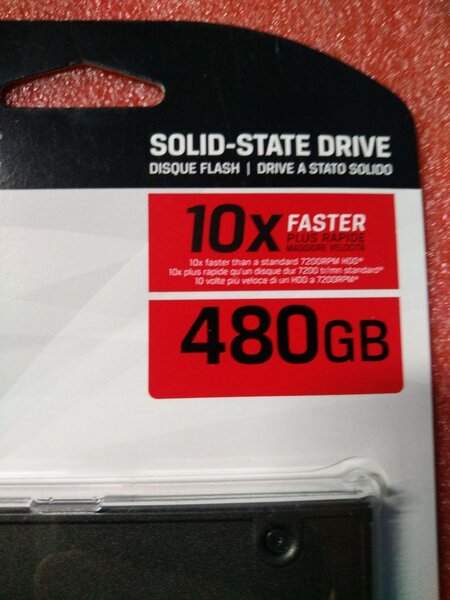 SOLID-STATE DRIVE
DISQUE FLASH | DRIVE A STATO SOLIDO
10x FASTER
PLUS RAPIDE
MAGGIORE VELOCITÀ
10x faster than a standard 7200RPM HDD*
10x plus rapide qu'un disque dur 7200 tr/mn standard*
10 volte più veloce di un HDD a 7200RPM*
480GB